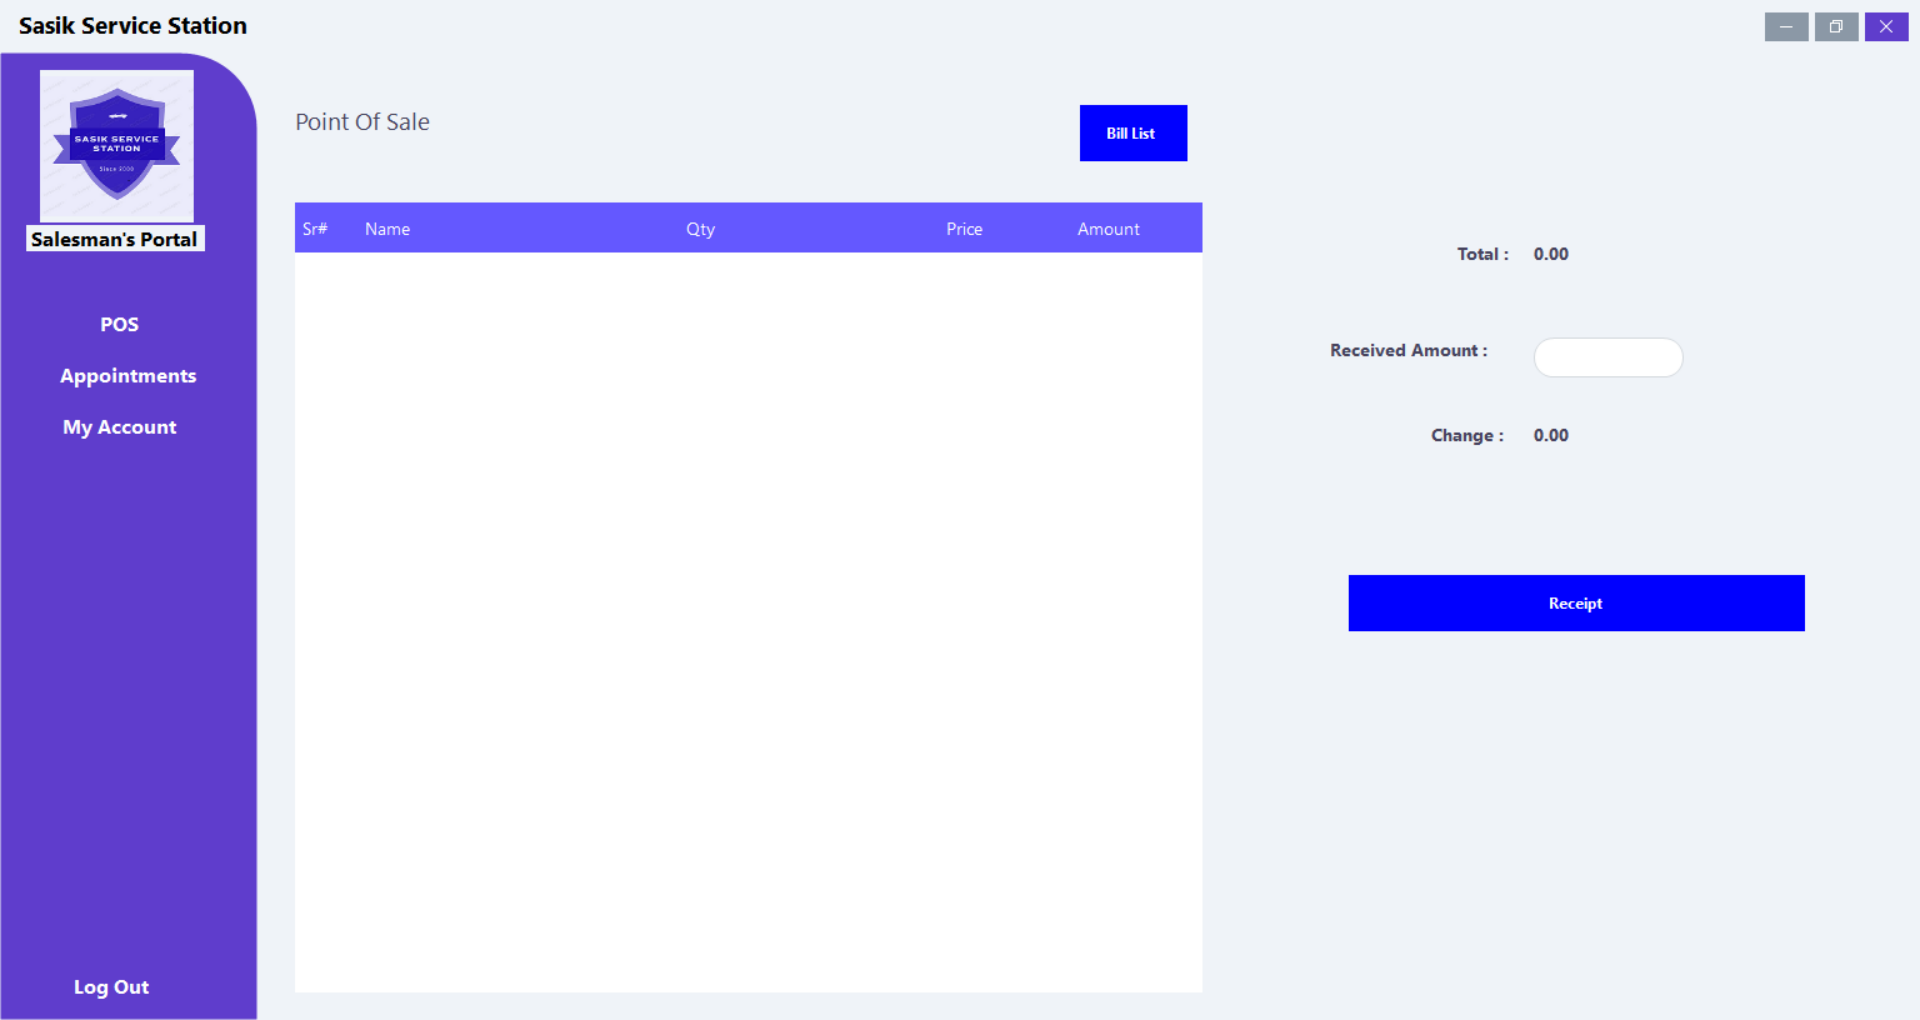 Sasik Service Station
SASIK SERVICE
STATION
Since 2000
Salesman's Portal
POS
Appointments
My Account
Log Out
Point Of Sale
Bill List
Sr# Name Qty Price Amount
Total : 0.00
Received Amount :
Change : 0.00
Receipt